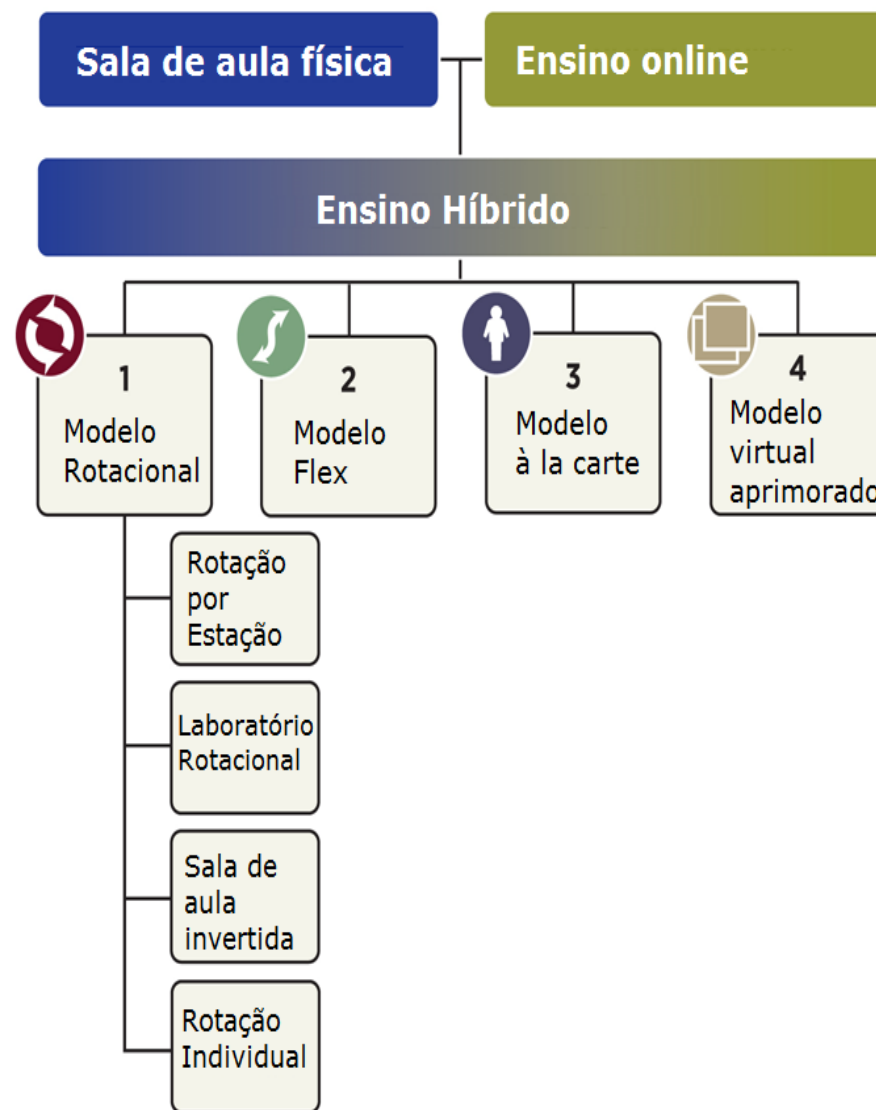 Sala de aula física
Ensino online
Ensino Híbrido
1
Modelo
Rotacional
2
Modelo
Flex
3
Modelo
à la carte
4
Modelo
virtual
aprimorado
Rotação
por
Estação
Laboratório
Rotacional
Sala de
aula
invertida
Rotação
Individual